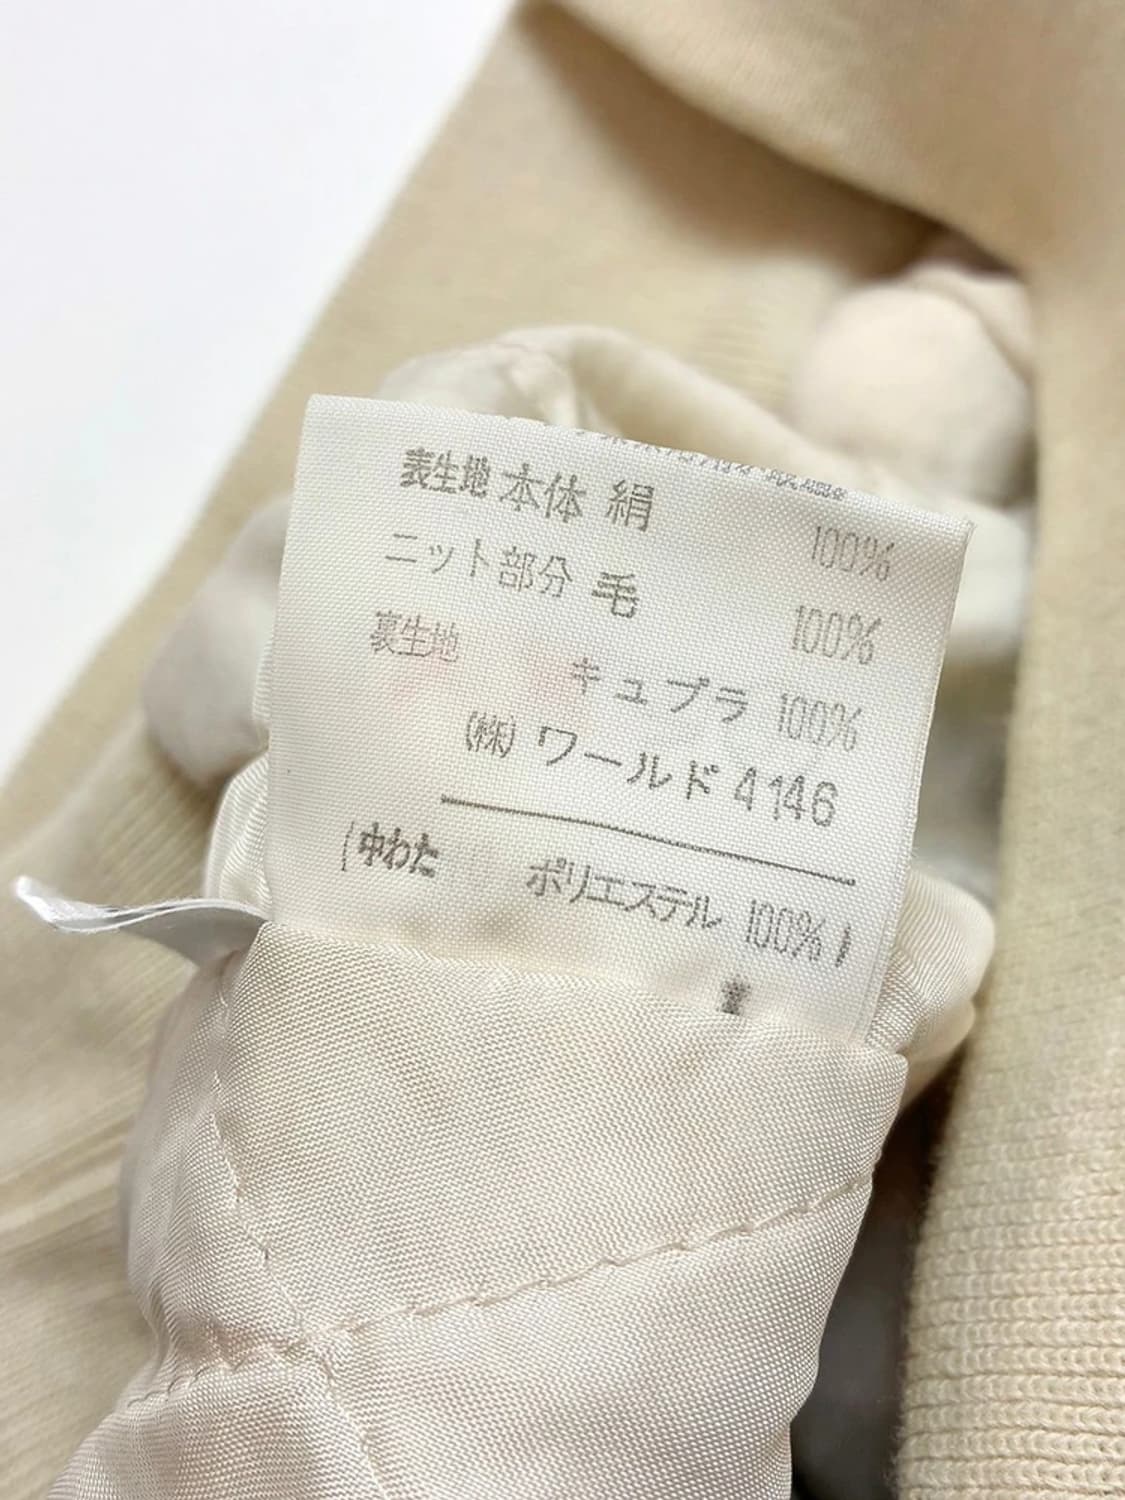 表生地 本体 絹 100%
ニット部分 毛 100%
裏生地 キュプラ 100%
(株) ワールド 4146
(中わた ポリエステル 100%)